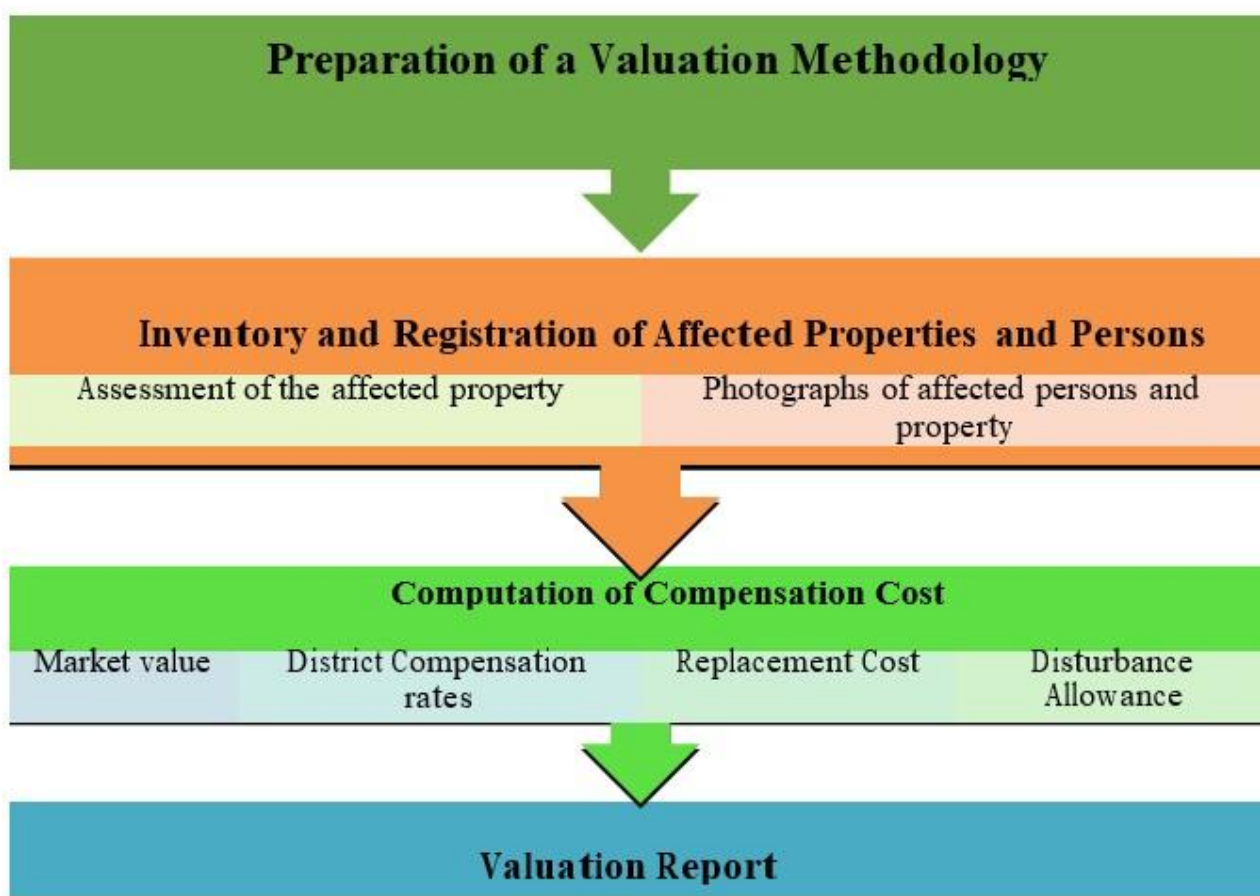 Preparation of a Valuation Methodology
Inventory and Registration of Affected Properties and Persons
Assessment of the affected property
Photographs of affected persons and
property
Computation of Compensation Cost
Market value
District Compensation
rates
Replacement Cost
Disturbance
Allowance
Valuation Report